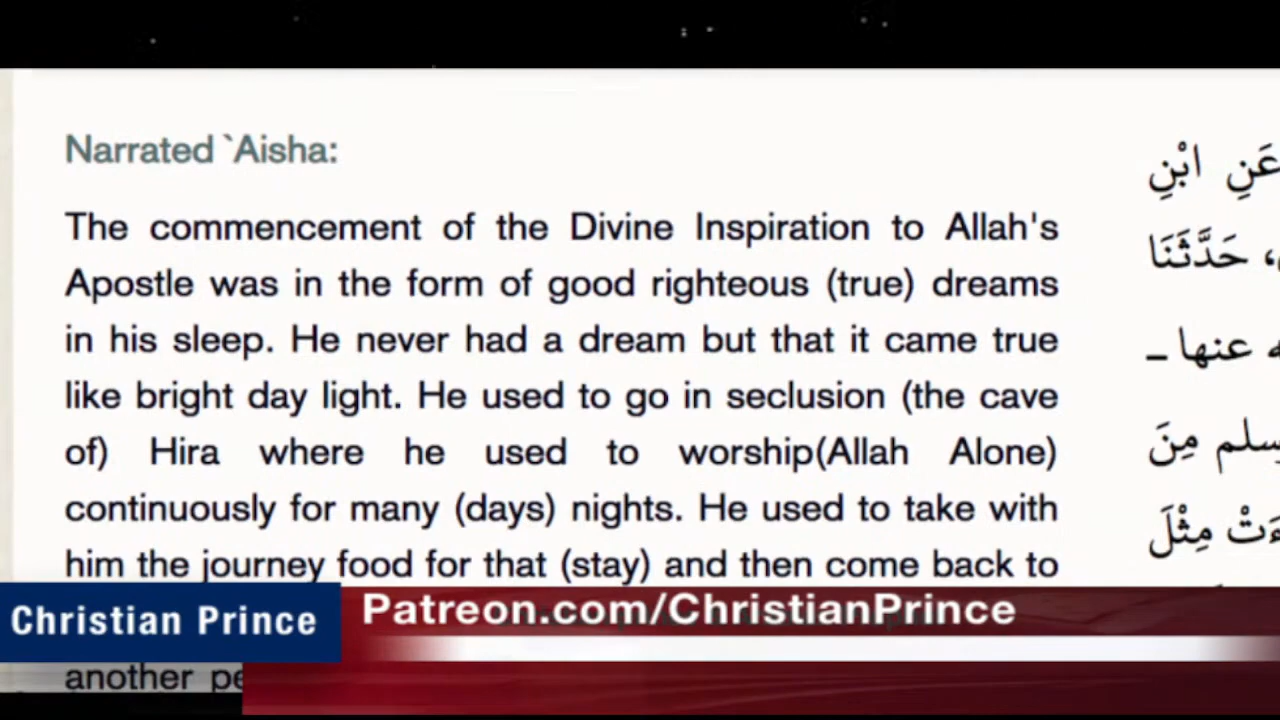 Narrated `Aisha:
The commencement of the Divine Inspiration to Allah's
Apostle was in the form of good righteous (true) dreams
in his sleep. He never had a dream but that it came true
like bright day light. He used to go in seclusion (the cave
of) Hira where he used to worship(Allah Alone)
continuously for many (days) nights. He used to take with
him the journey food for that (stay) and then come back to
another
عَنِ ابْنِ
حَدَّثَنَا
عنها ـ
مِنَ
مِثْلَ
Christian Prince
Patreon.com/ChristianPrince